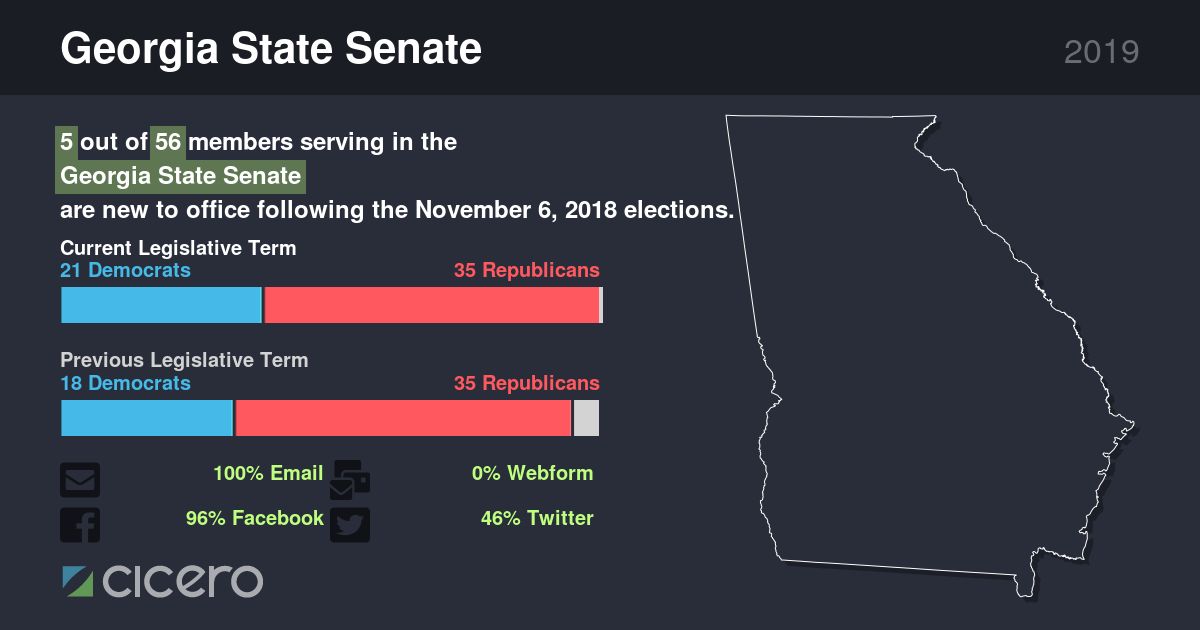 Georgia State Senate
2019
5 out of 56 members serving in the
Georgia State Senate
are new to office following the November 6, 2018 elections.
Current Legislative Term
21 Democrats 35 Republicans
Previous Legislative Term
18 Democrats 35 Republicans
100% Email 0% Webform
96% Facebook 46% Twitter
cicero